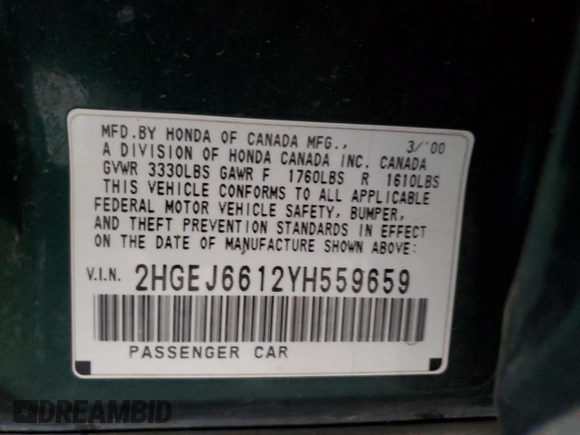 MFD.BY HONDA OF CANADA MFG., 3/'00
A DIVISION OF HONDA CANADA INC. CANADA
GVWR 3330LBS GAWR F 1760LBS R 1610LBS
THIS VEHICLE CONFORMS TO ALL APPLICABLE
FEDERAL MOTOR VEHICLE SAFETY, BUMPER,
AND THEFT PREVENTION STANDARDS IN EFFECT
ON THE DATE OF MANUFACTURE SHOWN ABOVE:
V.I.N. 2HGEJ6612YH559659
PASSENGER CAR
DREAMBID